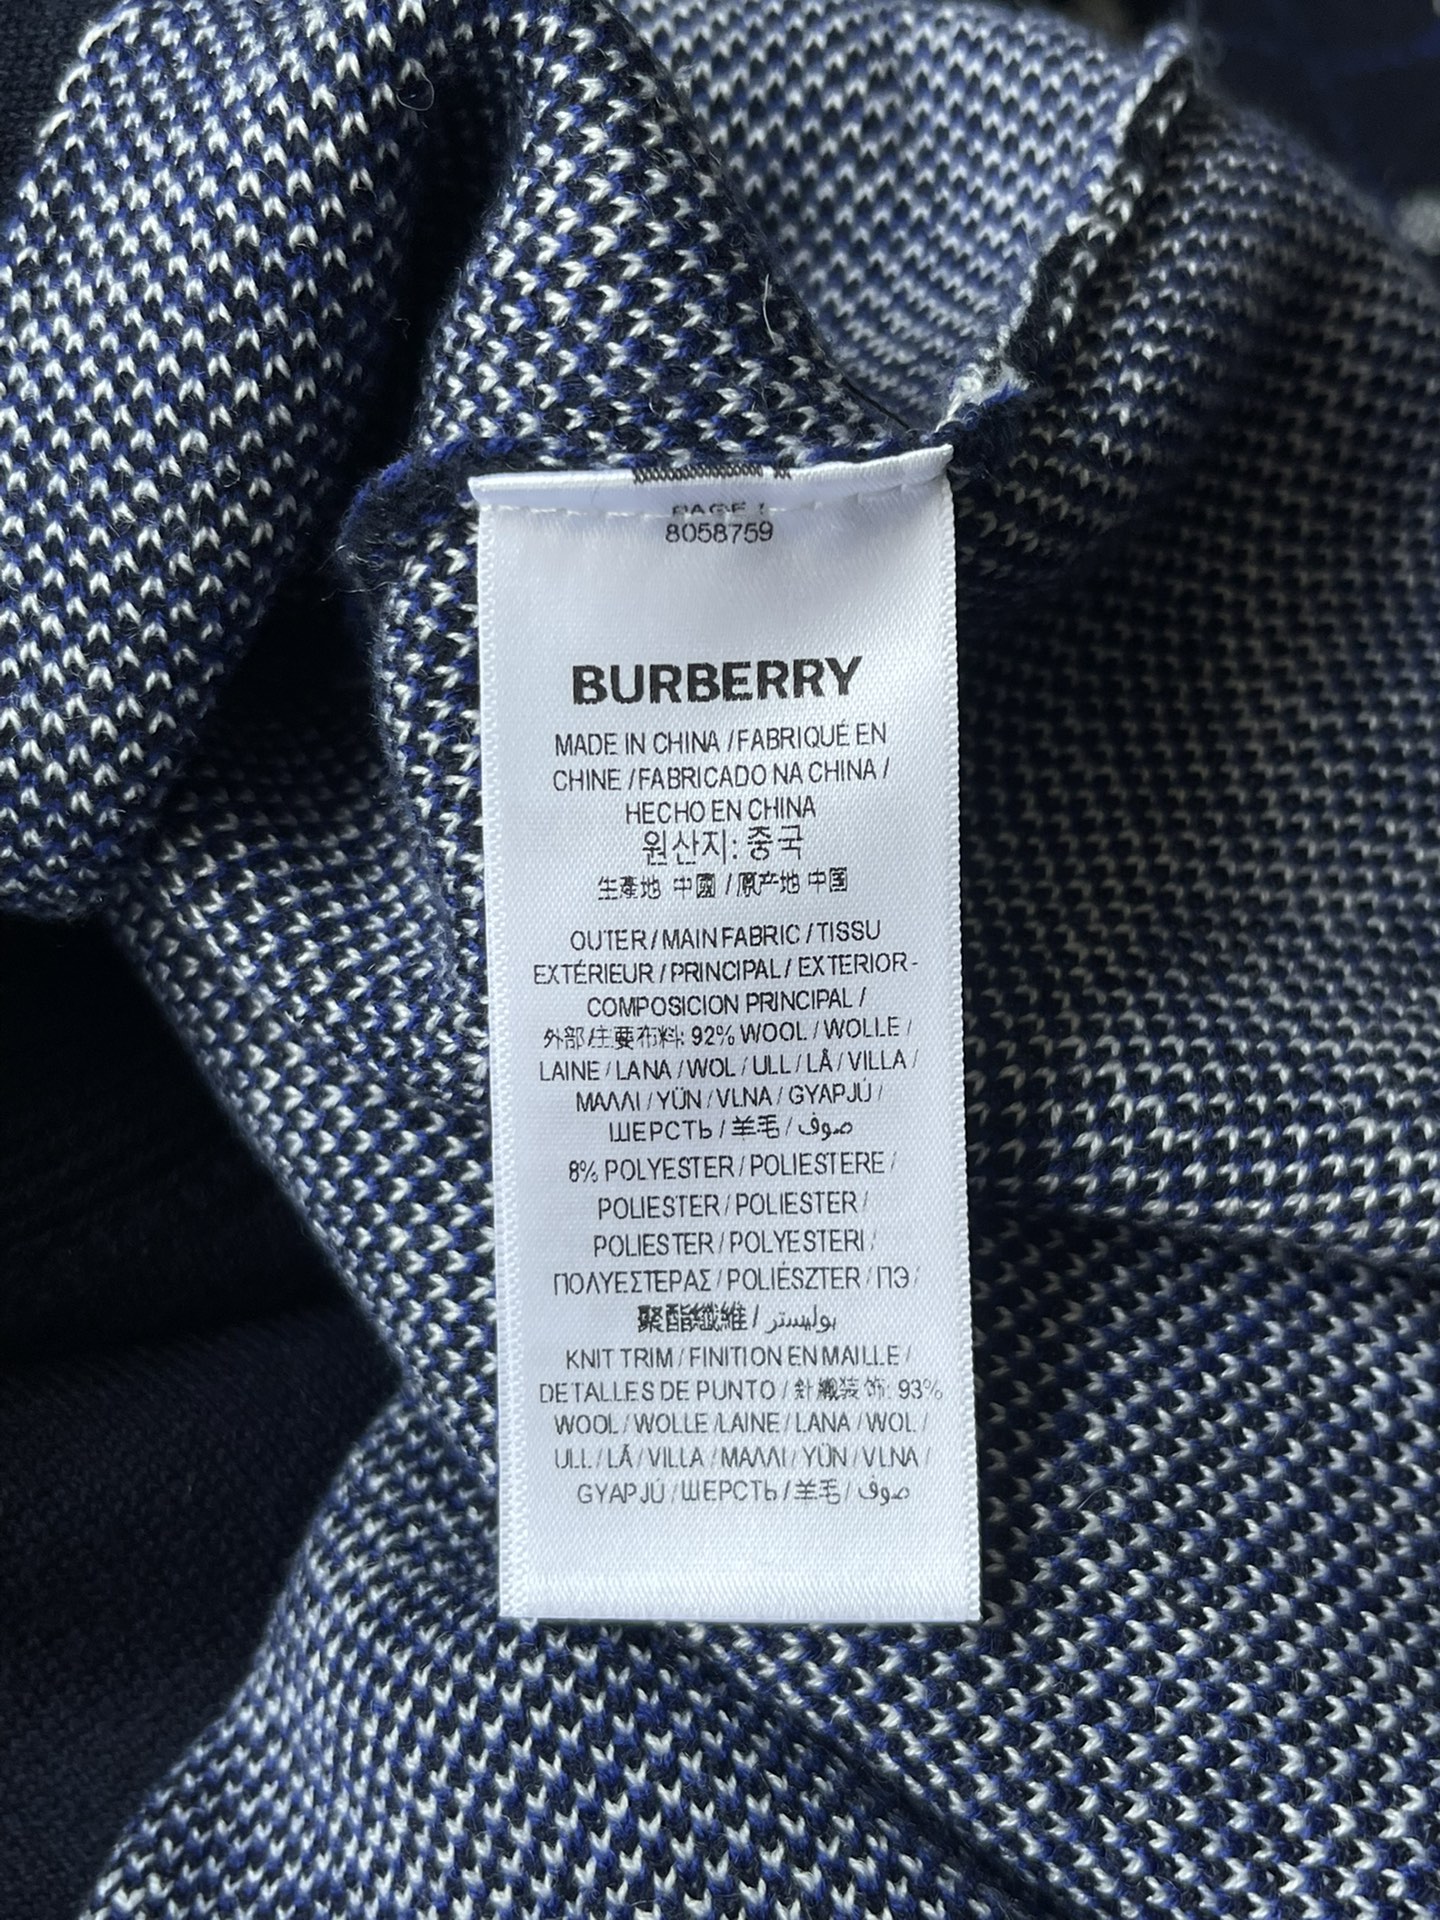 PAGE 1
8058759
BURBERRY
MADE IN CHINA / FABRIQUÉ EN
CHINE / FABRICADO NA CHINA /
HECHO EN CHINA
원산지: 중국
生產地 中國 / 原产地 中国
OUTER / MAIN FABRIC / TISSU
EXTÉRIEUR / PRINCIPAL / EXTERIOR-
COMPOSICION PRINCIPAL /
外部/主要布料: 92% WOOL / WOLLE /
LAINE / LANA / WOL / ULL / LÃ / VILLA /
ΜΑΛΛΙ / YÜN / VLNA / GYAPJÚ /
ШЕРСТЬ / 羊毛 / صوف
8% POLYESTER / POLIESTERE /
POLIESTER / POLIESTER /
POLIESTER / POLYESTERI /
ΠΟΛΥΕΣΤΕΡΑΣ / POLIÉSZTER / ПЭ /
聚酯纖維 / بوليستر
KNIT TRIM / FINITION EN MAILLE /
DETALLES DE PUNTO / 針織装饰: 93%
WOOL / WOLLE /LAINE / LANA / WOL /
ULL / LÃ / VILLA / ΜΑΛΛΙ / YÜN / VLNA /
GYAPJÚ / ШЕРСТЬ / 羊毛 / صوف